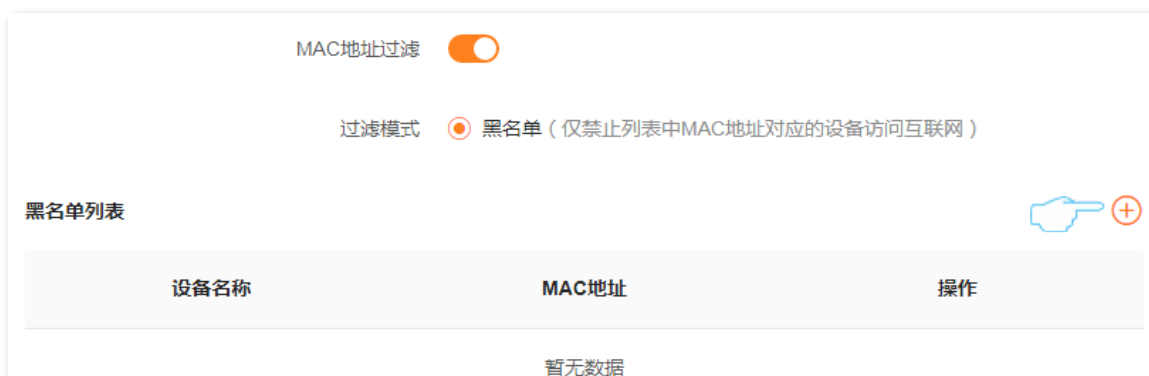 MAC地址过滤
过滤模式 黑名单（仅禁止列表中MAC地址对应的设备访问互联网）
黑名单列表
设备名称 MAC地址 操作
暂无数据